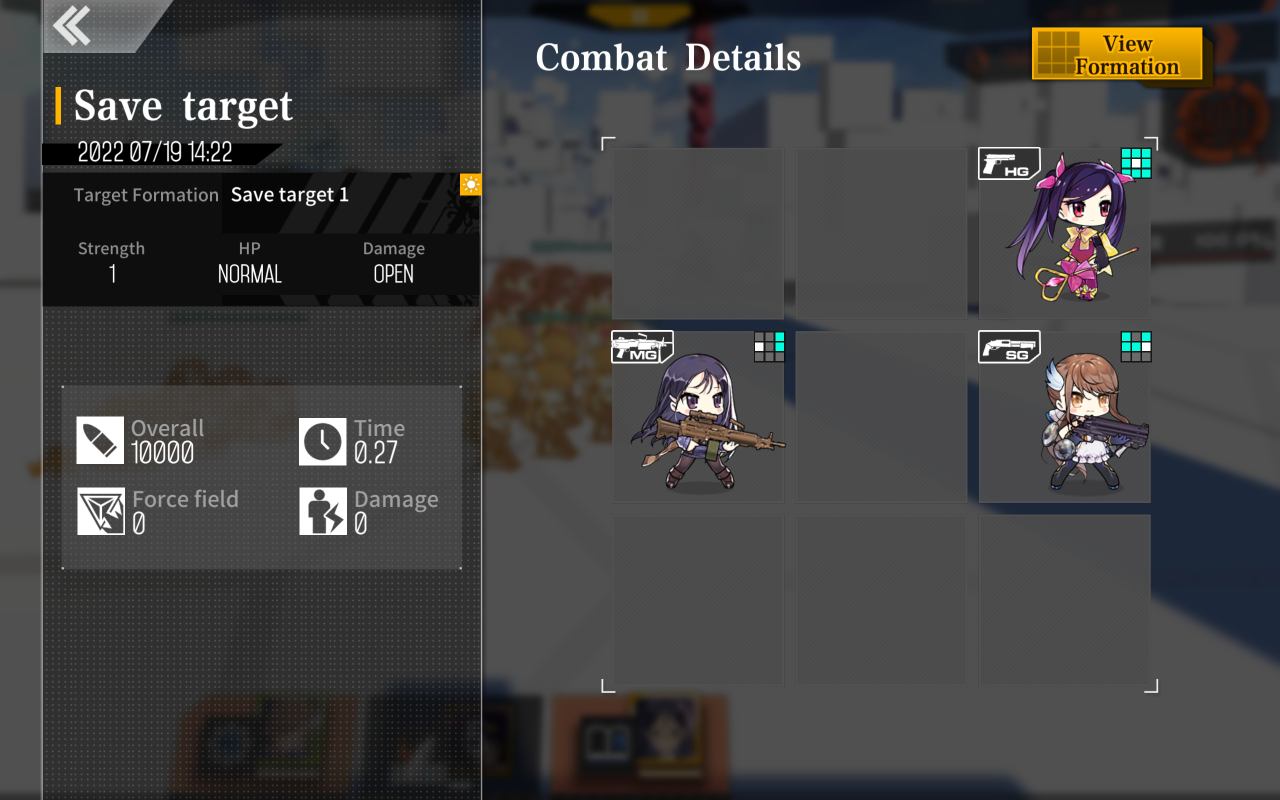 Combat Details
View
Formation
Save target
2022 07/19 14:22
Target Formation Save target 1
Strength HP Damage
1 NORMAL OPEN
HG
MG
SG
Overall Time
10000 0.27
Force field Damage
0 0